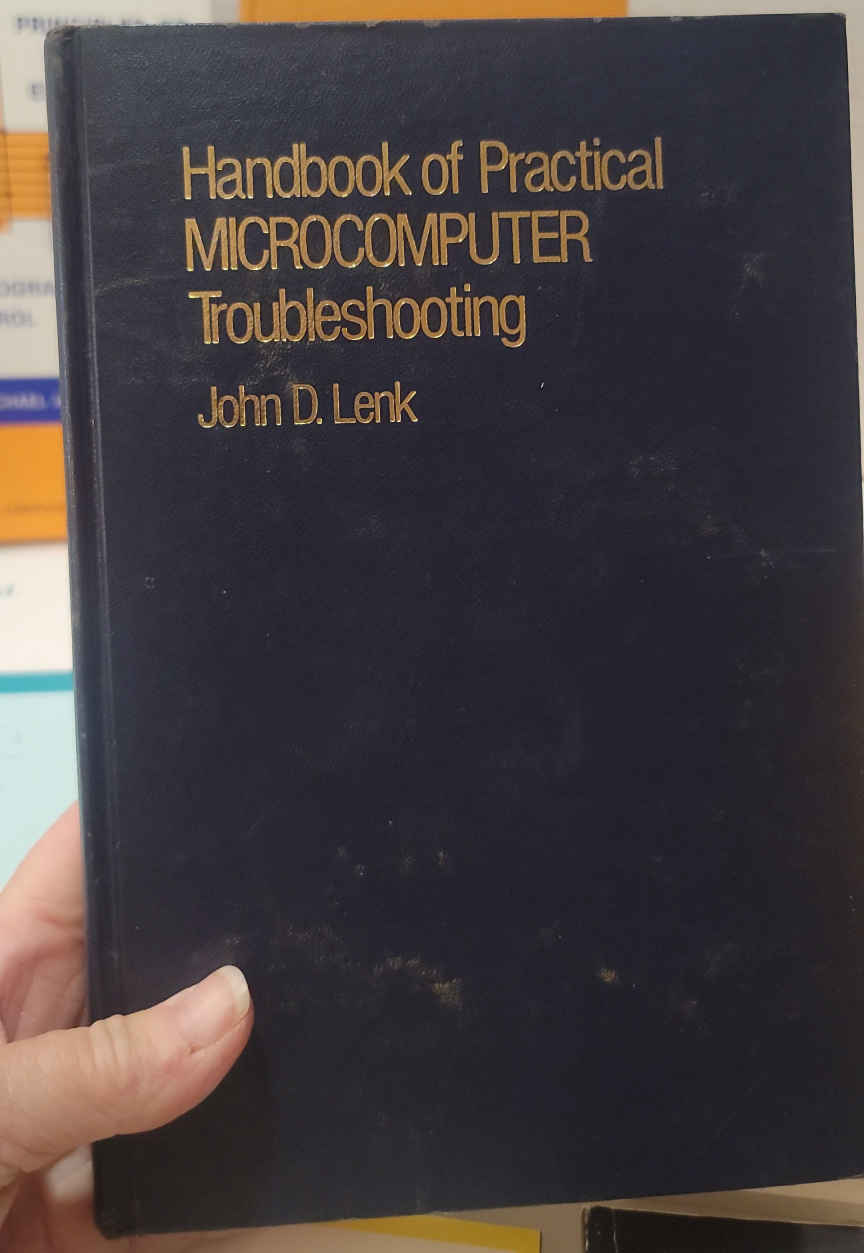 Handbook of Practical
MICROCOMPUTER
Troubleshooting
John D. Lenk